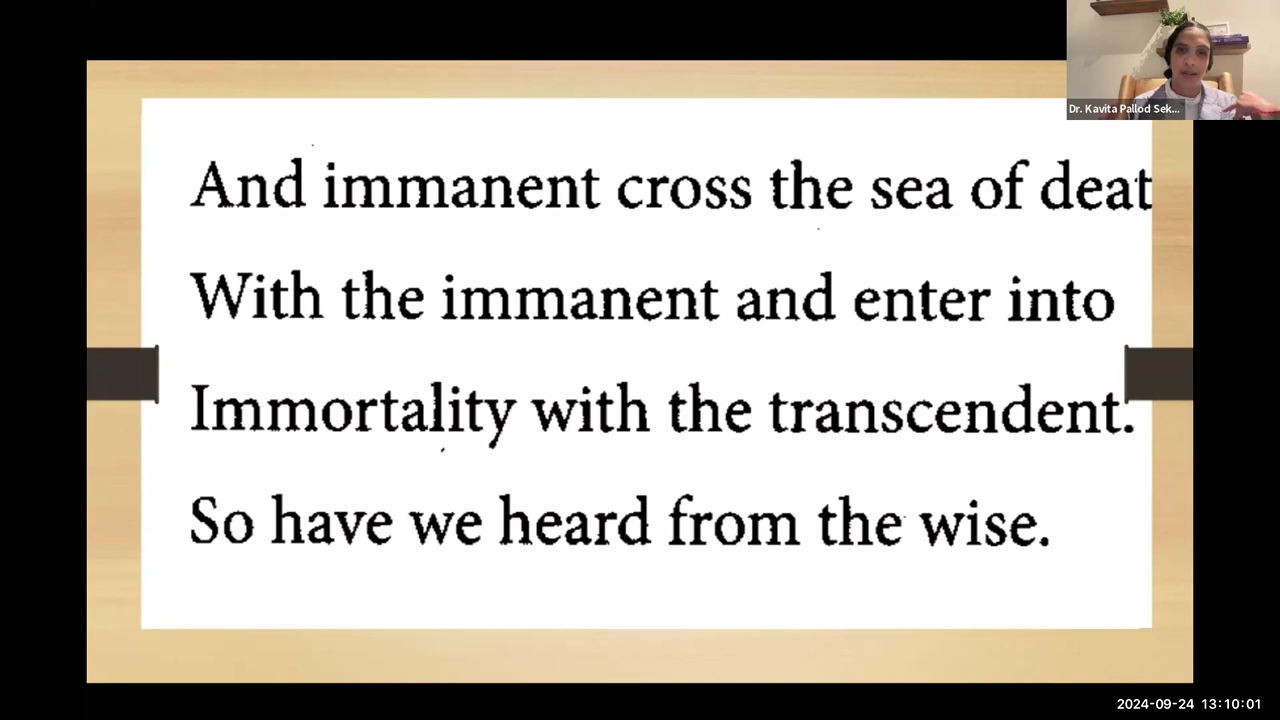 Dr. Kavita Pallod Sek...
And immanent cross the sea of deat
With the immanent and enter into
Immortality with the transcendent.
So have we heard from the wise.
2024-09-24 13:10:01